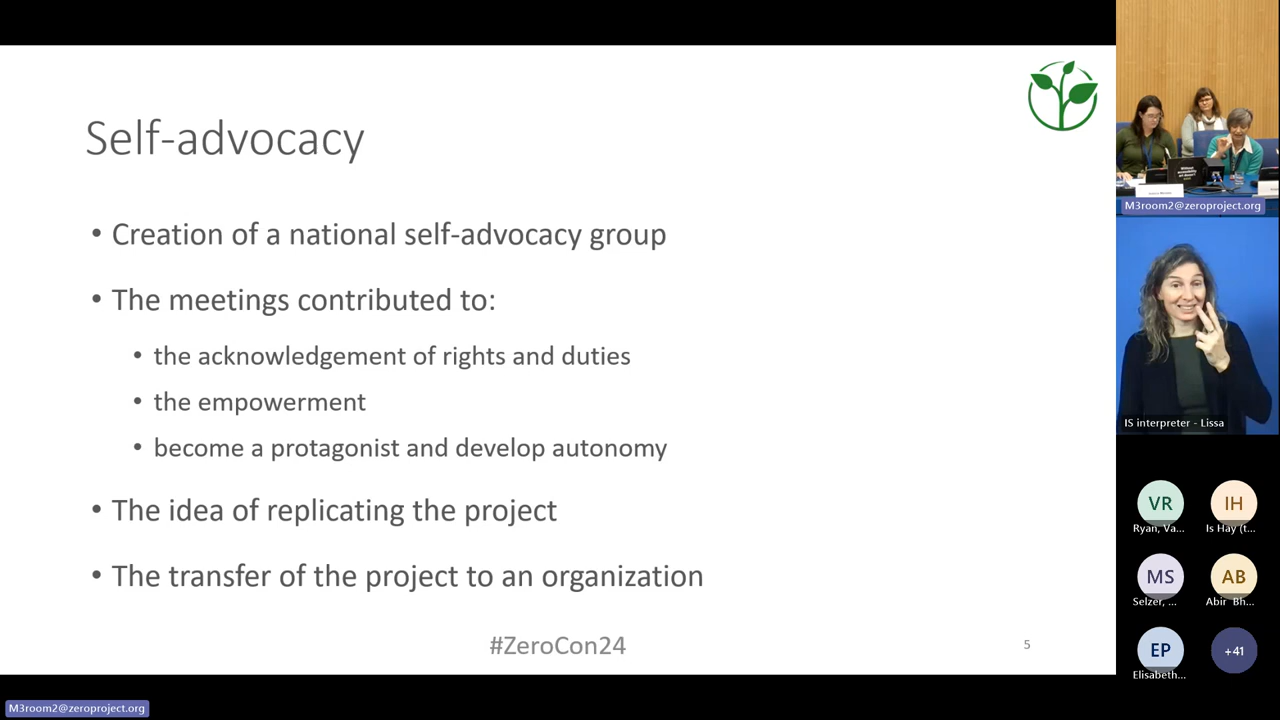 Self-advocacy
• Creation of a national self-advocacy group
• The meetings contributed to:
• the acknowledgement of rights and duties
• the empowerment
• become a protagonist and develop autonomy
• The idea of replicating the project
• The transfer of the project to an organization
#ZeroCon24
5
M3room2@zeroproject.org
IS interpreter - Lissa
VR
IH
Ryan, Va...
Is Hay (t...
MS
AB
Selzer, ...
Abir Bh...
EP
+41
Elisabeth...
M3room2@zeroproject.org